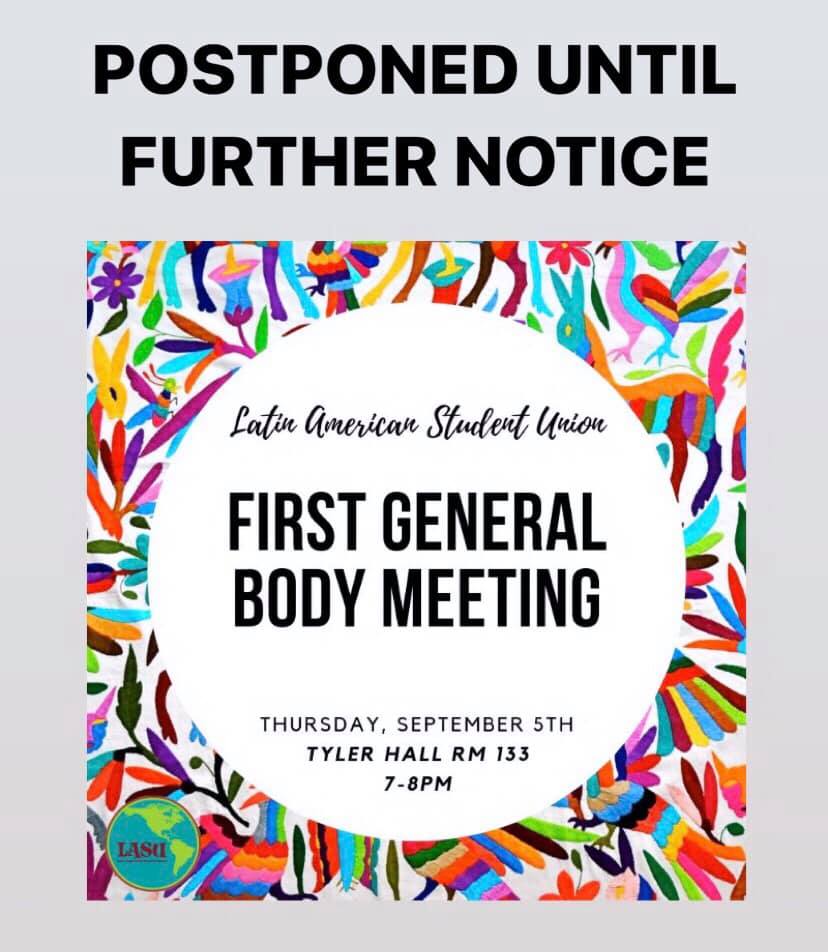 POSTPONED UNTIL
FURTHER NOTICE
Latin American Student Union
FIRST GENERAL
BODY MEETING
THURSDAY, SEPTEMBER 5TH
TYLER HALL RM 133
7-8PM
LASU